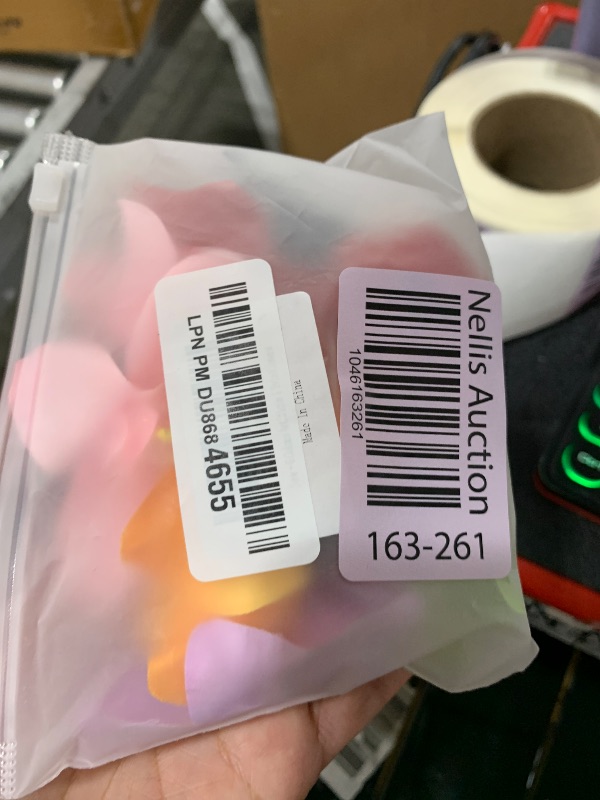 LPN PM DU868 4655
Made In China
Nellis Auction
1046163261
163-261